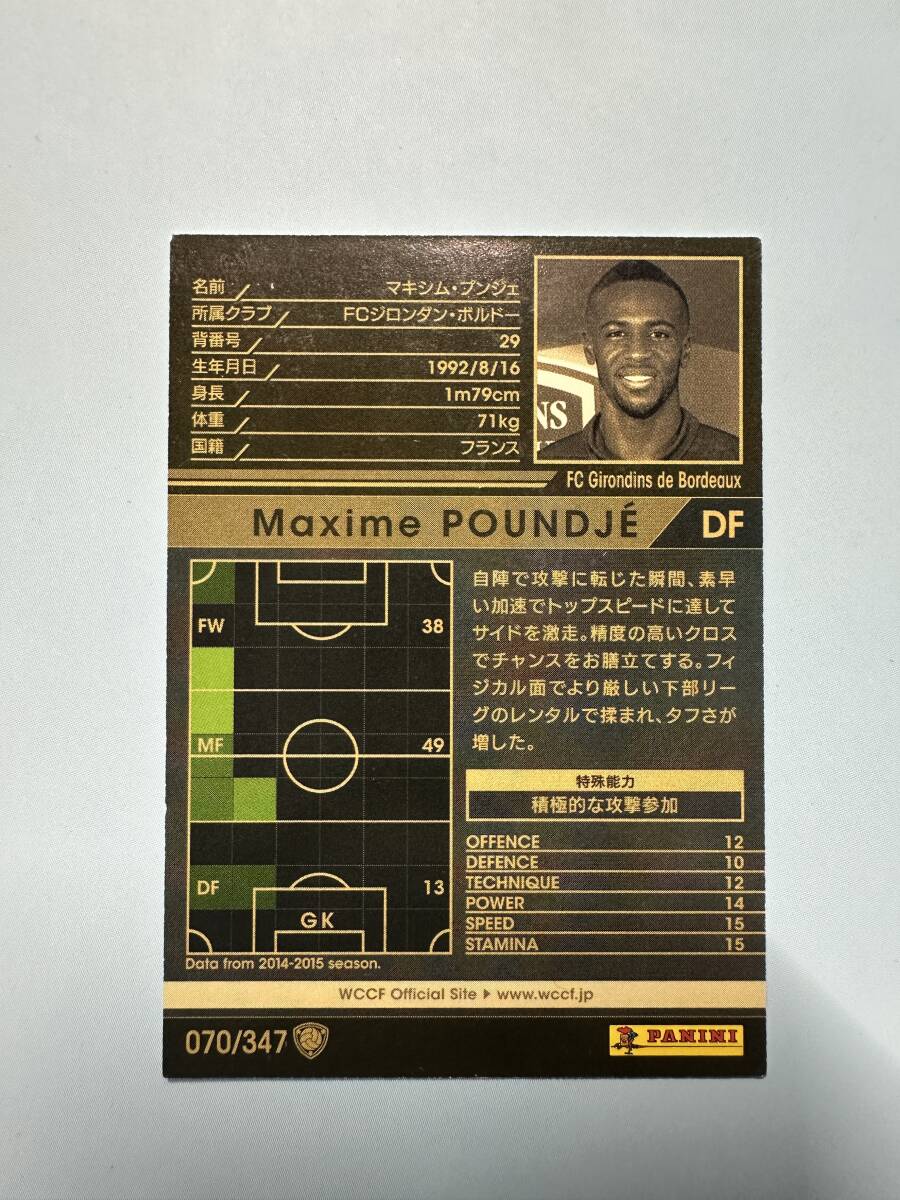 名前 マキシム・プンジェ
所属クラブ FCジロンダン・ボルドー
背番号 29
生年月日 1992/8/16
身長 1m79cm
体重 71kg
国籍 フランス
NS
FC Girondins de Bordeaux
Maxime POUNDJÉ DF
FW 38
MF 49
DF 13
GK
Data from 2014-2015 season.
自陣で攻撃に転じた瞬間、素早
い加速でトップスピードに達して
サイドを激走。精度の高いクロス
でチャンスをお膳立てする。フィ
ジカル面でより厳しい下部リー
グのレンタルで揉まれ、タフさが
増した。
特殊能力
積極的な攻撃参加
OFFENCE 12
DEFENCE 10
TECHNIQUE 12
POWER 14
SPEED 15
STAMINA 15
WCCF Official Site ▶ www.wccf.jp
070/347
PANINI